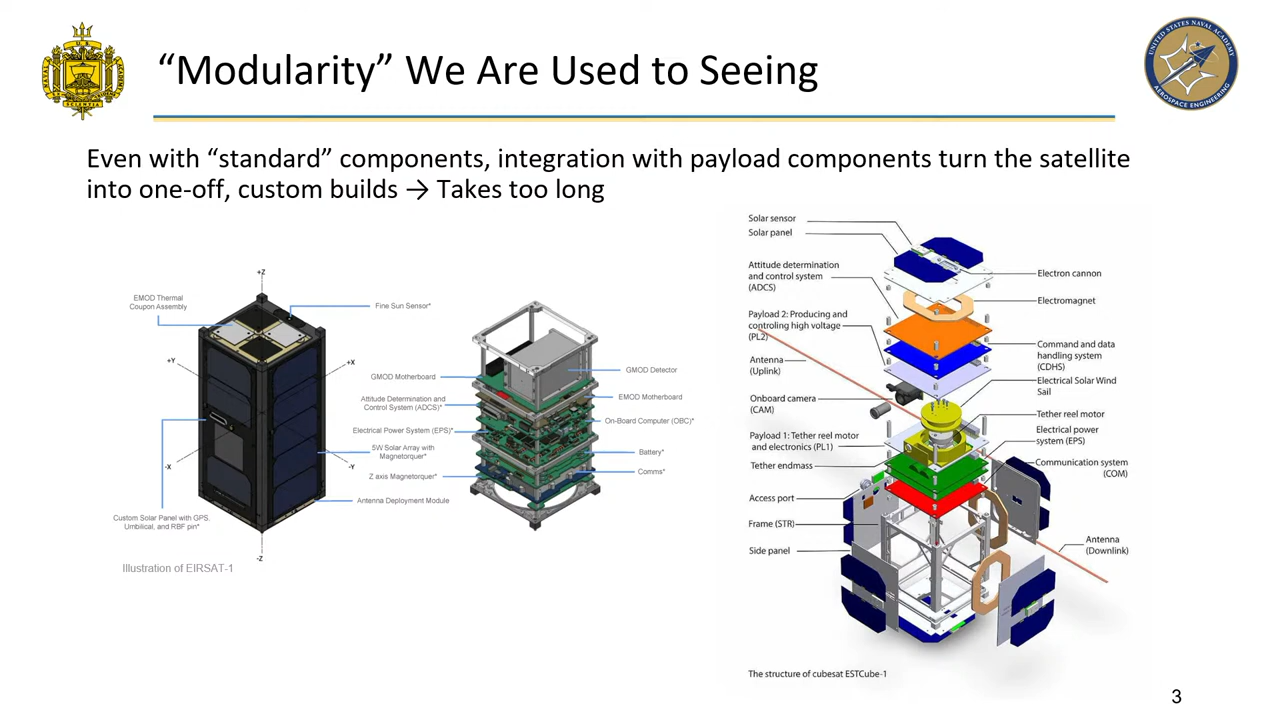 “Modularity” We Are Used to Seeing
UNITED STATES NAVAL ACADEMY
AEROSPACE ENGINEERING
Even with “standard” components, integration with payload components turn the satellite
into one-off, custom builds → Takes too long
+Z
EMOD Thermal
Coupon Assembly
Fine Sun Sensor*
+Y
+X
-X
-Y
Custom Solar Panel with GPS,
Umbilical, and RBF pin*
-Z
Illustration of EIRSAT-1
GMOD Motherboard
Attitude Determination and
Control System (ADCS)*
Electrical Power System (EPS)*
5W Solar Array with
Magnetorquer*
Z axis Magnetorquer*
Antenna Deployment Module
GMOD Detector
EMOD Motherboard
On-Board Computer (OBC)*
Battery*
Comms*
Solar sensor
Solar panel
Attitude determination
and control system
(ADCS)
Payload 2: Producing and
controling high voltage
(PL2)
Antenna
(Uplink)
Onboard camera
(CAM)
Payload 1: Tether reel motor
and electronics (PL1)
Tether endmass
Access port
Frame (STR)
Side panel
Electron cannon
Electromagnet
Command and data
handling system
(CDHS)
Electrical Solar Wind
Sail
Tether reel motor
Electrical power
system (EPS)
Communication system
(COM)
Antenna
(Downlink)
The structure of cubesat ESTCube-1
3